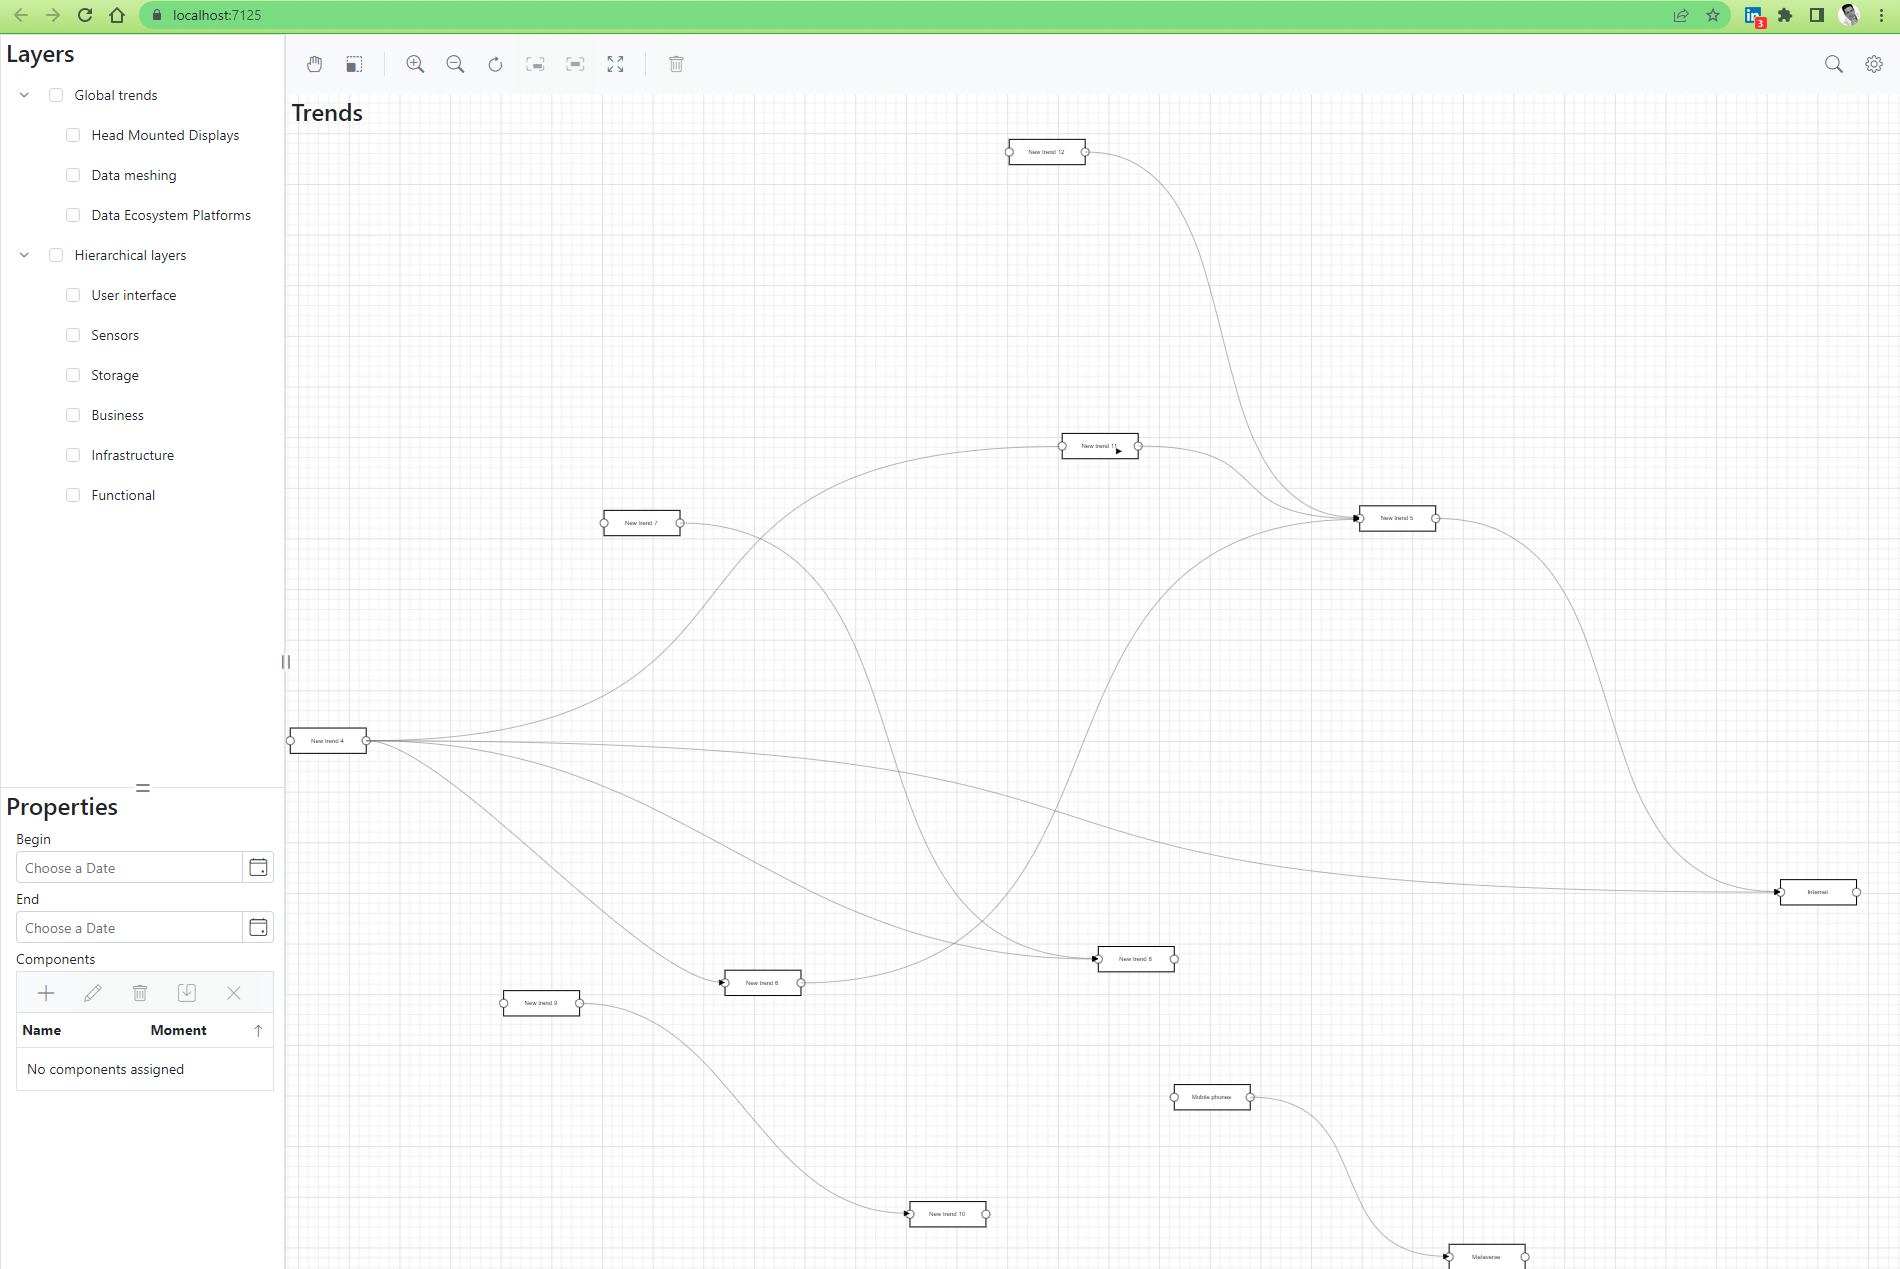 localhost:7125
3
Layers
Global trends
Head Mounted Displays
Data meshing
Data Ecosystem Platforms
Hierarchical layers
User interface
Sensors
Storage
Business
Infrastructure
Functional
Properties
Begin
Choose a Date
End
Choose a Date
Components
Name Moment
No components assigned
Trends
New trend 12
New trend 11
New trend 7
New trend 5
New trend 4
Internet
New trend 8
New trend 6
New trend 9
Mobile phones
New trend 10
Metaverse